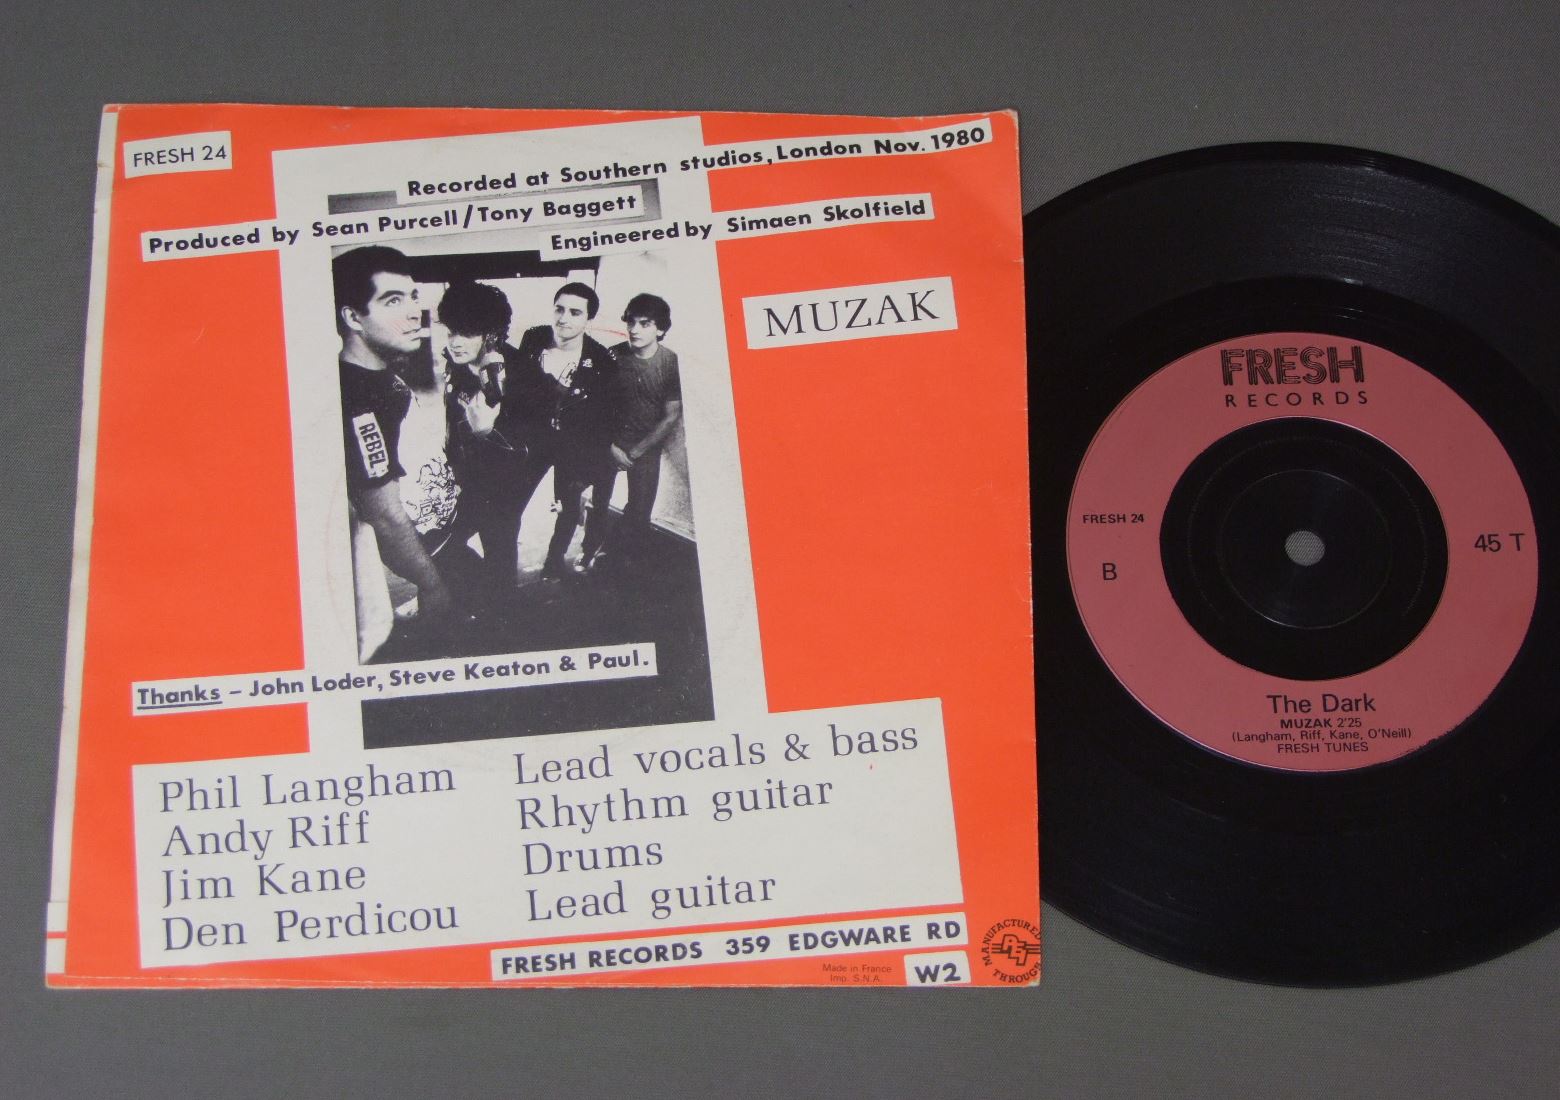 FRESH 24
Recorded at Southern studios, London Nov. 1980
Produced by Sean Purcell/Tony Baggett
Engineered by Simaen Skolfield
MUZAK
REBEL
Thanks – John Loder, Steve Keaton & Paul.
Phil Langham Lead vocals & bass
Andy Riff Rhythm guitar
Jim Kane Drums
Den Perdicou Lead guitar
FRESH RECORDS 359 EDGWARE RD
W2
Made in France
Imp. S.N.A.
MANUFACTURED
THROUGH
FRESH
RECORDS
FRESH 24
B
45 T
The Dark
MUZAK 2'25
(Langham, Riff, Kane, O'Neill)
FRESH TUNES